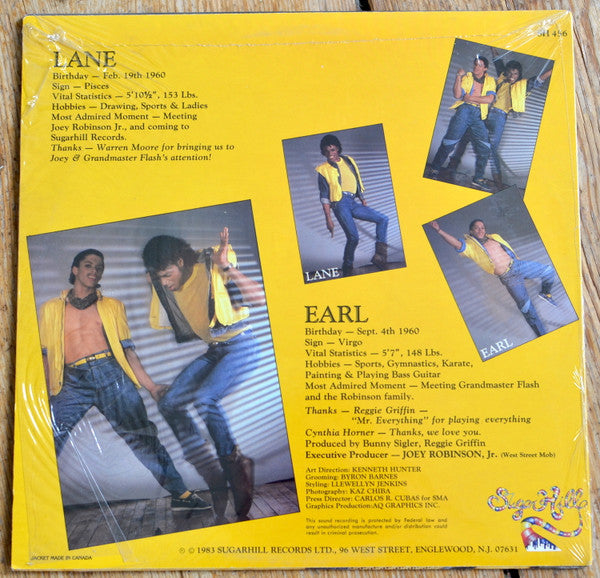 SH 456
LANE
Birthday — Feb. 19th 1960
Sign — Pisces
Vital Statistics — 5'10½", 153 Lbs.
Hobbies — Drawing, Sports & Ladies
Most Admired Moment — Meeting
Joey Robinson Jr., and coming to
Sugarhill Records.
Thanks — Warren Moore for bringing us to
Joey & Grandmaster Flash's attention!
LANE
EARL
EARL
Birthday — Sept. 4th 1960
Sign — Virgo
Vital Statistics — 5'7", 148 Lbs.
Hobbies — Sports, Gymnastics, Karate,
Painting & Playing Bass Guitar
Most Admired Moment — Meeting Grandmaster Flash
and the Robinson family.
Thanks — Reggie Griffin —
"Mr. Everything" for playing everything
Cynthia Horner — Thanks, we love you.
Produced by Bunny Sigler, Reggie Griffin
Executive Producer — JOEY ROBINSON, Jr. (West Street Mob)
Art Direction: KENNETH HUNTER
Grooming: BYRON BARNES
Styling: LLEWELLYN JENKINS
Photography: KAZ CHIBA
Press Director: CARLOS R. CUBAS for SMA
Graphics Production: AQ GRAPHICS INC.
This sound recording is protected by Federal law and
any unauthorized manufacture and/or distribution could
result in criminal prosecution.
Sugar Hill
JACKET MADE IN CANADA
℗ © 1983 SUGARHILL RECORDS LTD., 96 WEST STREET, ENGLEWOOD, N.J. 07631